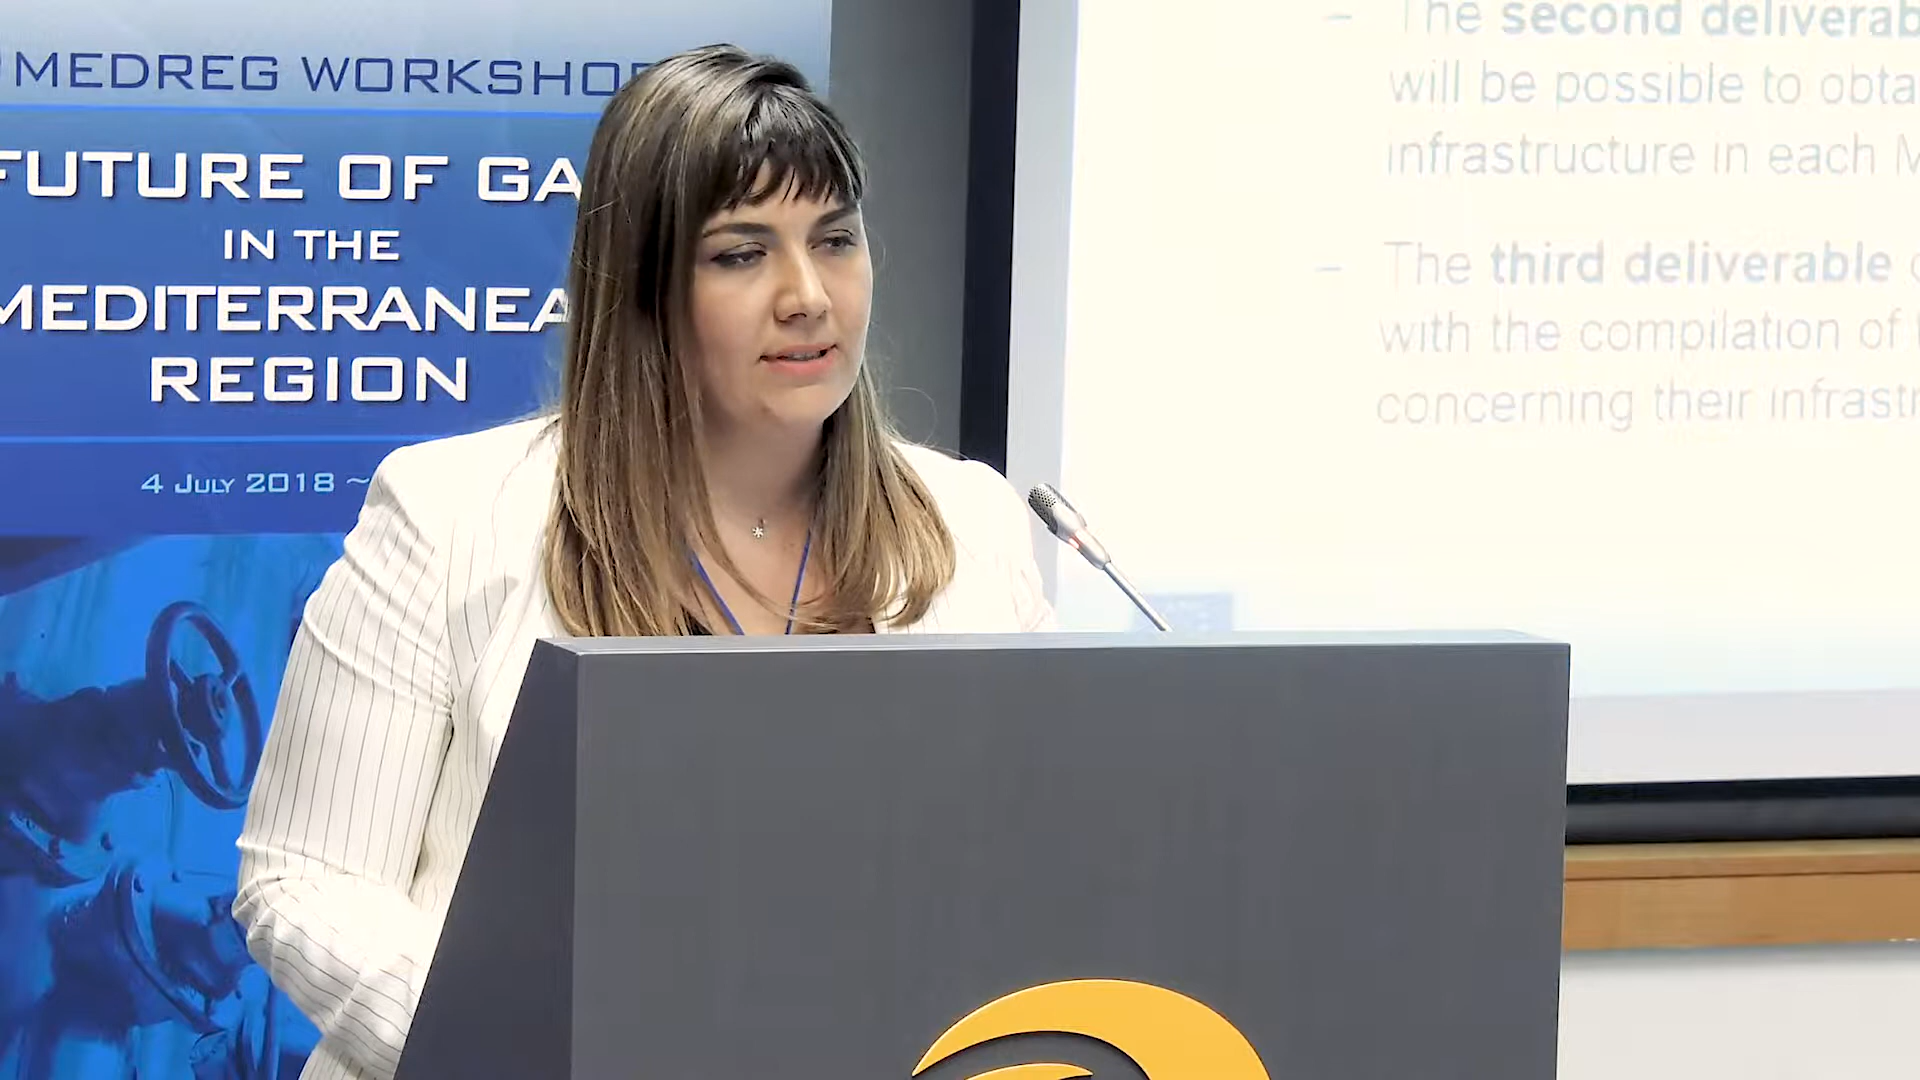 MEDREG WORKSHO
FUTURE OF GA
IN THE
MEDITERRANEA
REGION
4 JULY 2018 ~
– The second deliverab
will be possible to obta
infrastructure in each M
– The third deliverable
with the compilation of
concerning their infrastr